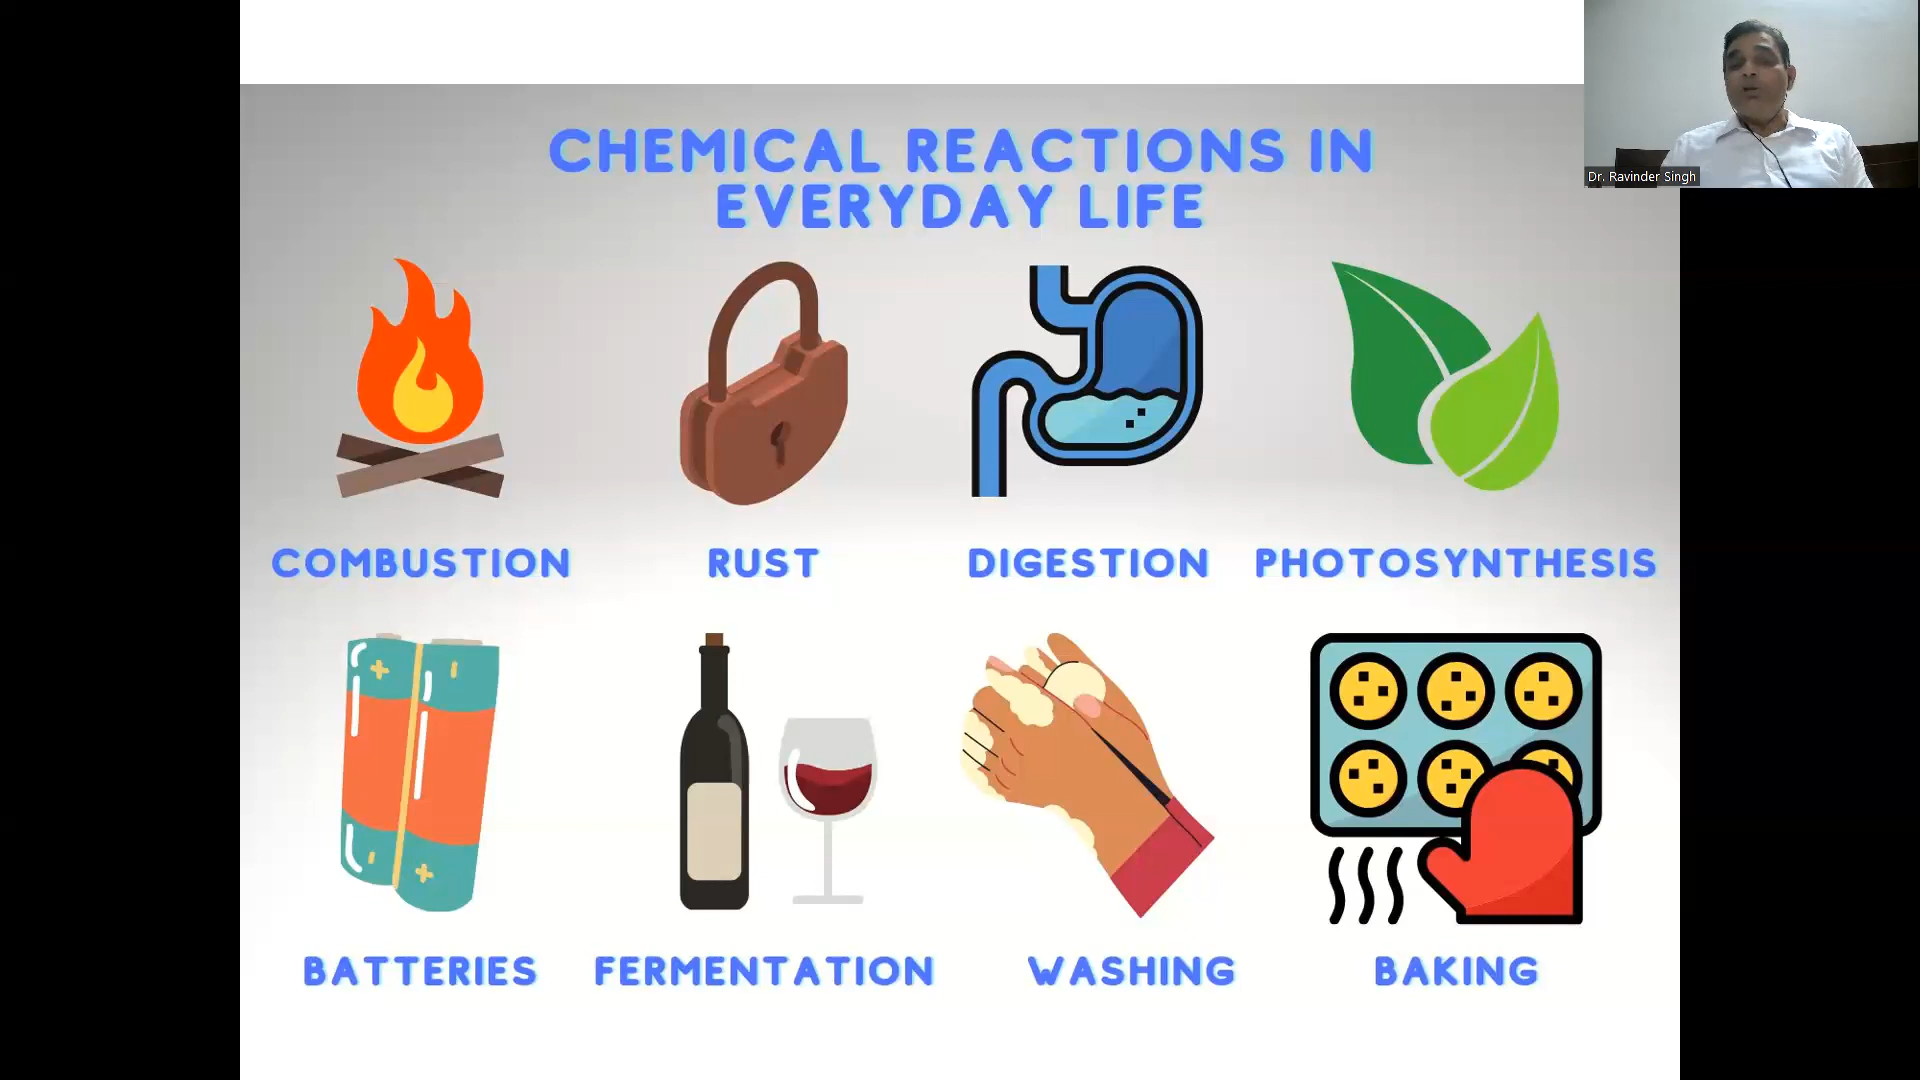 CHEMICAL REACTIONS IN
EVERYDAY LIFE
Dr. Ravinder Singh
COMBUSTION
RUST
DIGESTION
PHOTOSYNTHESIS
BATTERIES
FERMENTATION
WASHING
BAKING